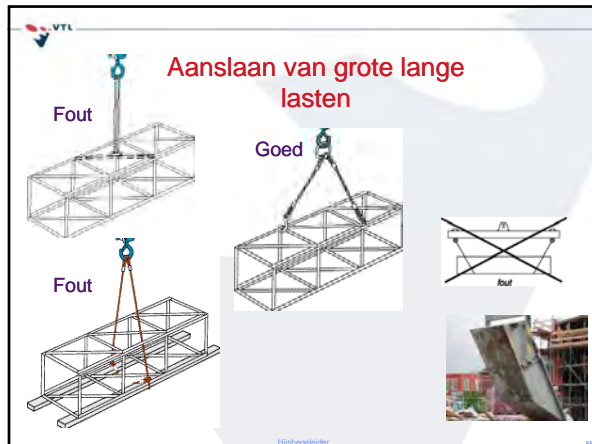 VTL
Aanslaan van grote lange
lasten
Fout
Goed
Fout
fout
Hijsbegeleider